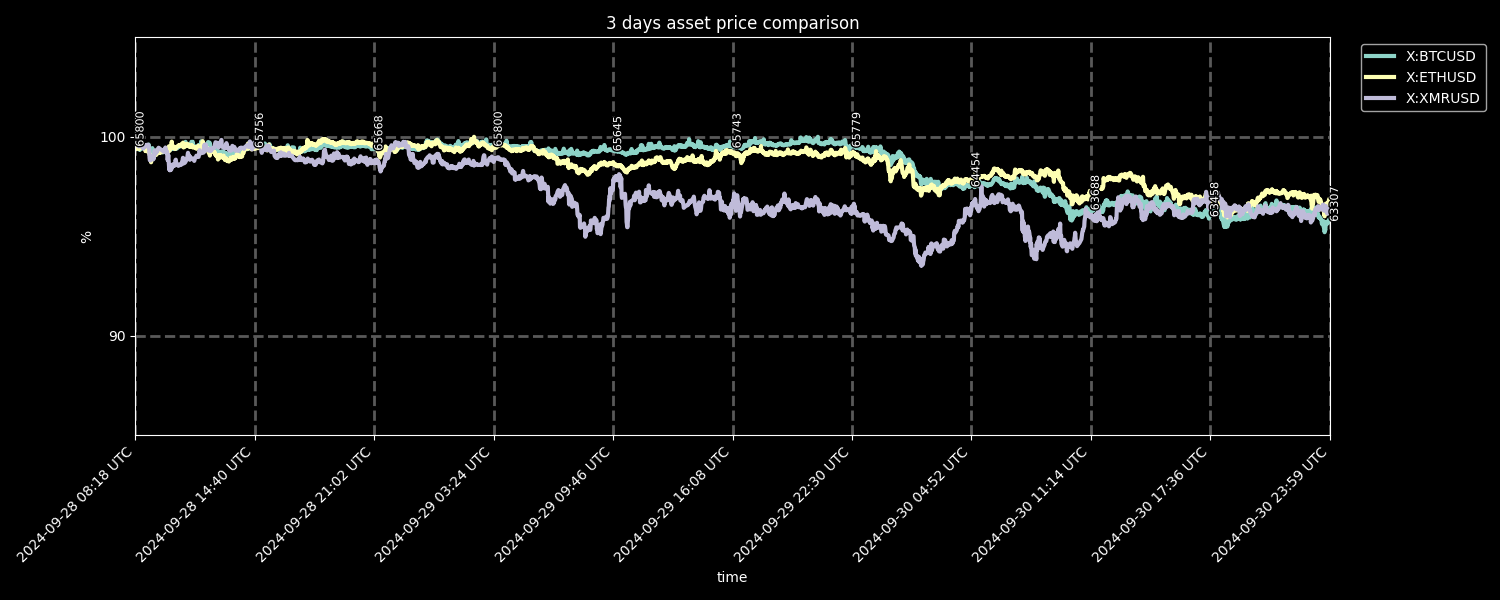 3 days asset price comparison
X:BTCUSD
X:ETHUSD
X:XMRUSD
100
90
%
65800
65756
65668
65800
65645
65743
65779
64454
63688
63458
63307
2024-09-28 08:18 UTC
2024-09-28 14:40 UTC
2024-09-28 21:02 UTC
2024-09-29 03:24 UTC
2024-09-29 09:46 UTC
2024-09-29 16:08 UTC
2024-09-29 22:30 UTC
2024-09-30 04:52 UTC
2024-09-30 11:14 UTC
2024-09-30 17:36 UTC
2024-09-30 23:59 UTC
time